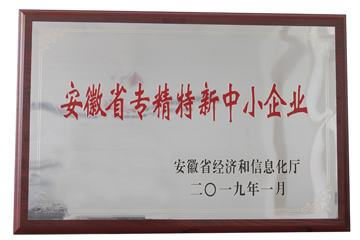 安徽省专精特新中小企业
安徽省经济和信息化厅
二〇一九年一月